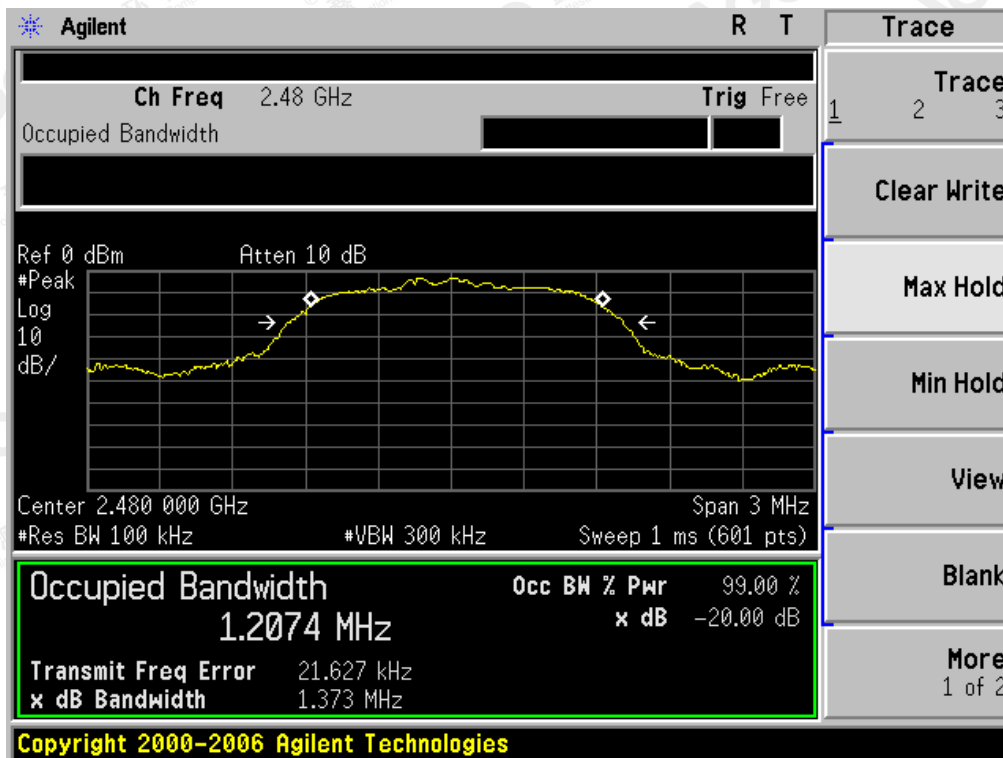 Agilent R T
Ch Freq 2.48 GHz Trig Free
Occupied Bandwidth
Ref 0 dBm Atten 10 dB
#Peak
Log
10
dB/
Center 2.480 000 GHz Span 3 MHz
#Res BW 100 kHz #VBW 300 kHz Sweep 1 ms (601 pts)
Occupied Bandwidth
1.2074 MHz
Occ BW % Pwr 99.00 %
x dB -20.00 dB
Transmit Freq Error 21.627 kHz
x dB Bandwidth 1.373 MHz
Copyright 2000-2006 Agilent Technologies
Trace
Trace
1 2 3
Clear Write
Max Hold
Min Hold
View
Blank
More
1 of 2